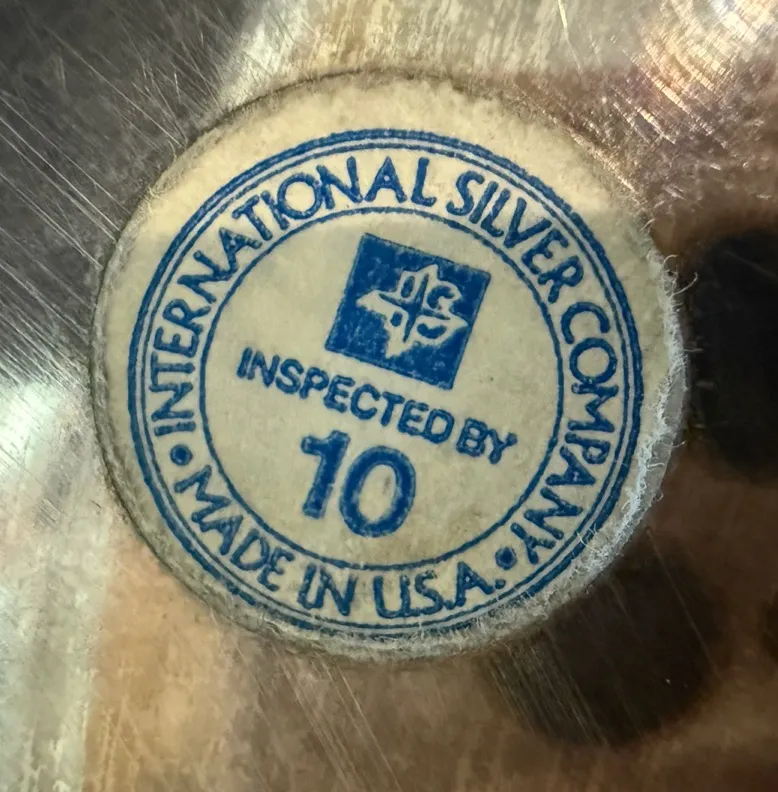 INTERNATIONAL SILVER COMPANY
INSPECTED BY
10
• MADE IN U.S.A. •